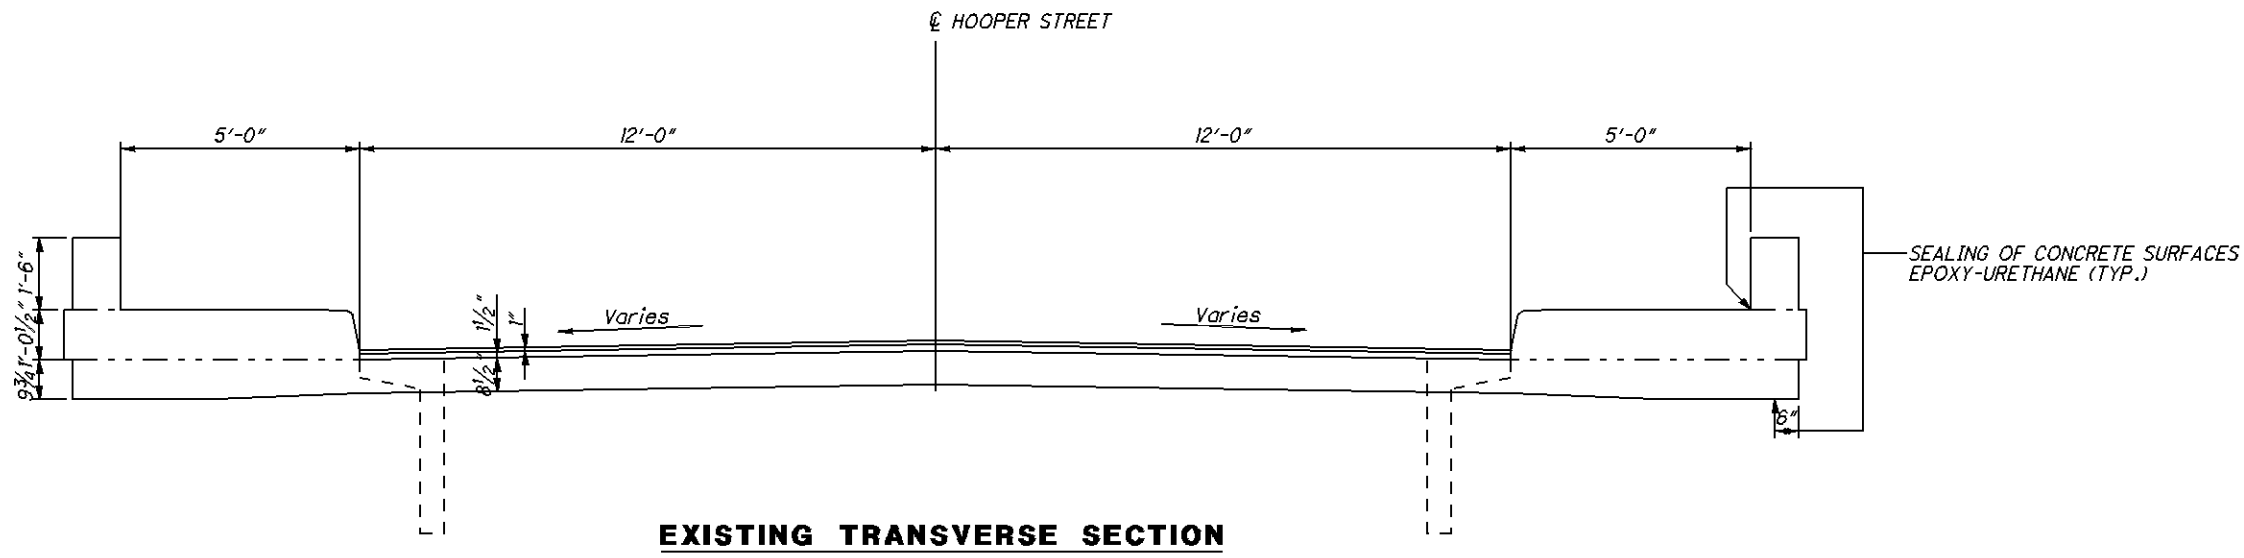 ℄ HOOPER STREET
5'-0" 12'-0" 12'-0" 5'-0"
SEALING OF CONCRETE SURFACES
EPOXY-URETHANE (TYP.)
1'-6"
1'-0½"
9¾"
1½"
1"
8½"
Varies
Varies
6"
EXISTING TRANSVERSE SECTION